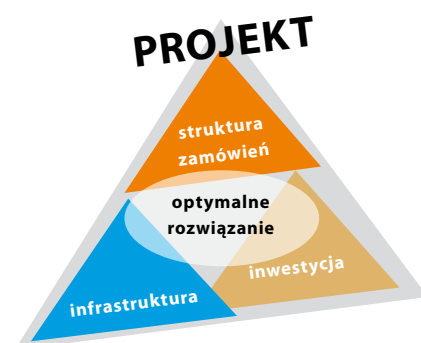 PROJEKT
struktura
zamówień
optymalne
rozwiązanie
inwestycja
infrastruktura